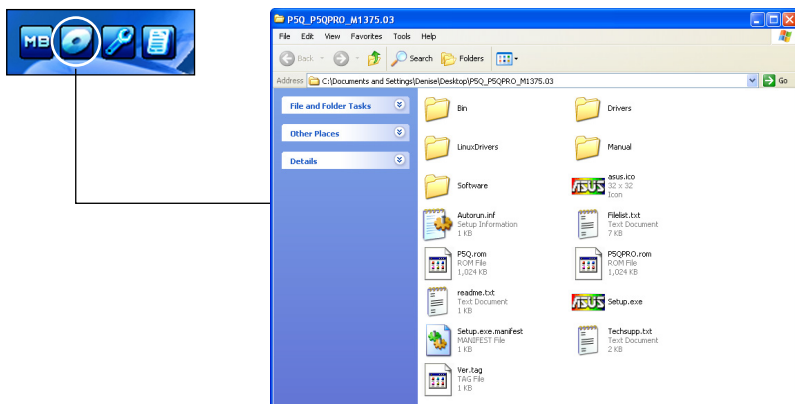 MB
P5Q_P5QPRO_M1375.03
File Edit View Favorites Tools Help
Back Search Folders
Address C:\Documents and Settings\Denise\Desktop\P5Q_P5QPRO_M1375.03 Go
File and Folder Tasks
Other Places
Details
Bin
Drivers
LinuxDrivers
Manual
Software
ASUS
asus.ico
32 x 32
Icon
Autorun.inf
Setup Information
1 KB
Filelist.txt
Text Document
7 KB
P5Q.rom
ROM File
1,024 KB
P5QPRO.rom
ROM File
1,024 KB
readme.txt
Text Document
1 KB
ASUS
Setup.exe
Setup.exe.manifest
MANIFEST File
1 KB
Techsupp.txt
Text Document
2 KB
Ver.tag
TAG File
1 KB